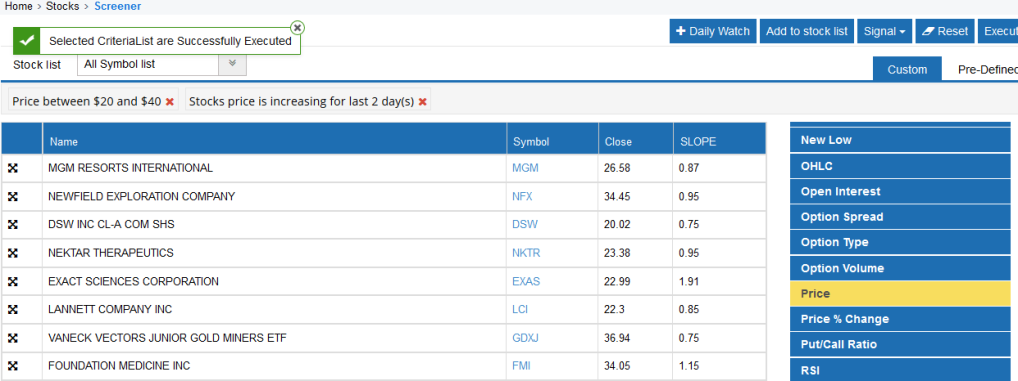 Home > Stocks > Screener
Selected CriteriaList are Successfully Executed
+ Daily Watch Add to stock list Signal Reset Execut
Stock list All Symbol list
Custom Pre-Defined
Price between $20 and $40 × Stocks price is increasing for last 2 day(s) ×
Name Symbol Close SLOPE
MGM RESORTS INTERNATIONAL MGM 26.58 0.87
NEWFIELD EXPLORATION COMPANY NFX 34.45 0.95
DSW INC CL-A COM SHS DSW 20.02 0.75
NEKTAR THERAPEUTICS NKTR 23.38 0.95
EXACT SCIENCES CORPORATION EXAS 22.99 1.91
LANNETT COMPANY INC LCI 22.3 0.85
VANECK VECTORS JUNIOR GOLD MINERS ETF GDXJ 36.94 0.75
FOUNDATION MEDICINE INC FMI 34.05 1.15
New Low
OHLC
Open Interest
Option Spread
Option Type
Option Volume
Price
Price % Change
Put/Call Ratio
RSI